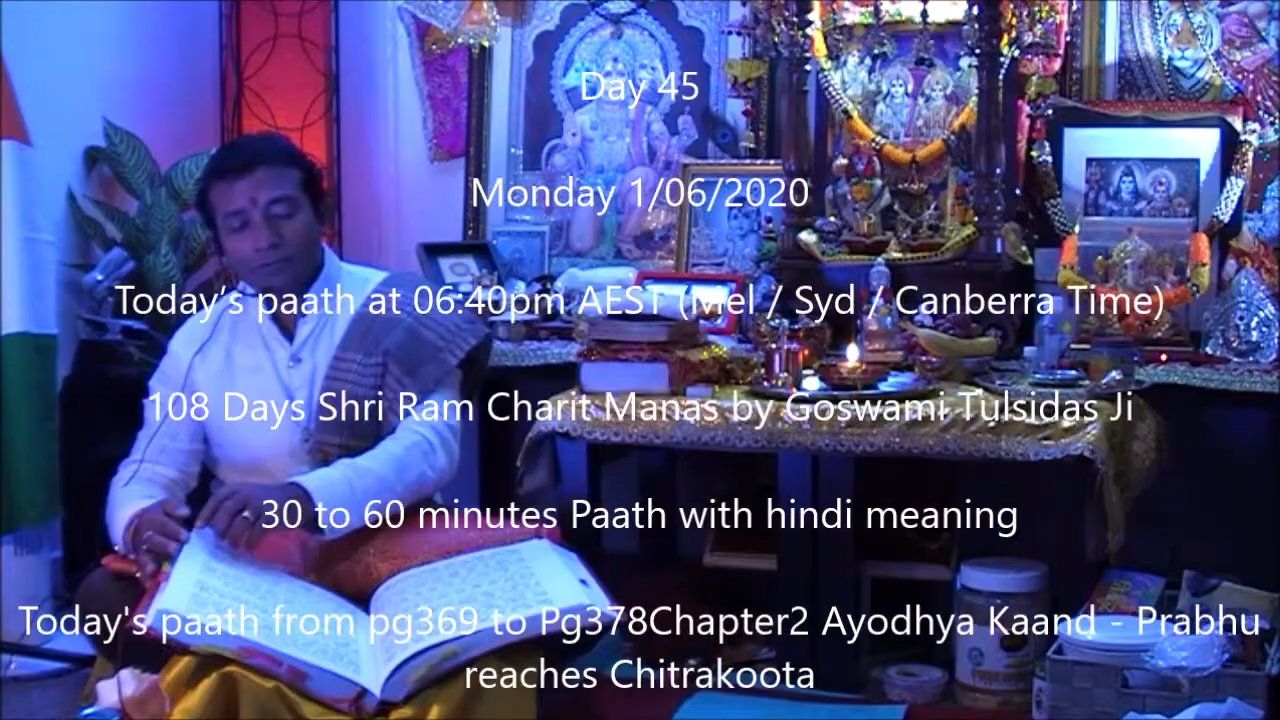 Day 45
Monday 1/06/2020
Today's paath at 06:40pm AEST (Mel / Syd / Canberra Time)
108 Days Shri Ram Charit Manas by Goswami Tulsidas Ji
30 to 60 minutes Paath with hindi meaning
Today's paath from pg369 to Pg378Chapter2 Ayodhya Kaand - Prabhu
reaches Chitrakoota